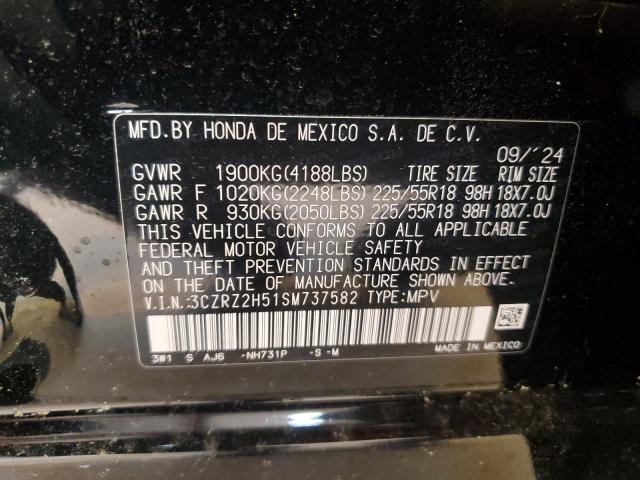 MFD.BY HONDA DE MEXICO S.A. DE C.V.
09/'24
GVWR 1900KG(4188LBS) TIRE SIZE RIM SIZE
GAWR F 1020KG(2248LBS) 225/55R18 98H 18X7.0J
GAWR R 930KG(2050LBS) 225/55R18 98H 18X7.0J
THIS VEHICLE CONFORMS TO ALL APPLICABLE
FEDERAL MOTOR VEHICLE SAFETY
AND THEFT PREVENTION STANDARDS IN EFFECT
ON THE DATE OF MANUFACTURE SHOWN ABOVE.
V.I.N.:3CZRZ2H51SM737582 TYPE:MPV
3W1 S AJ6 -NH731P -S -M
MADE IN MEXICO